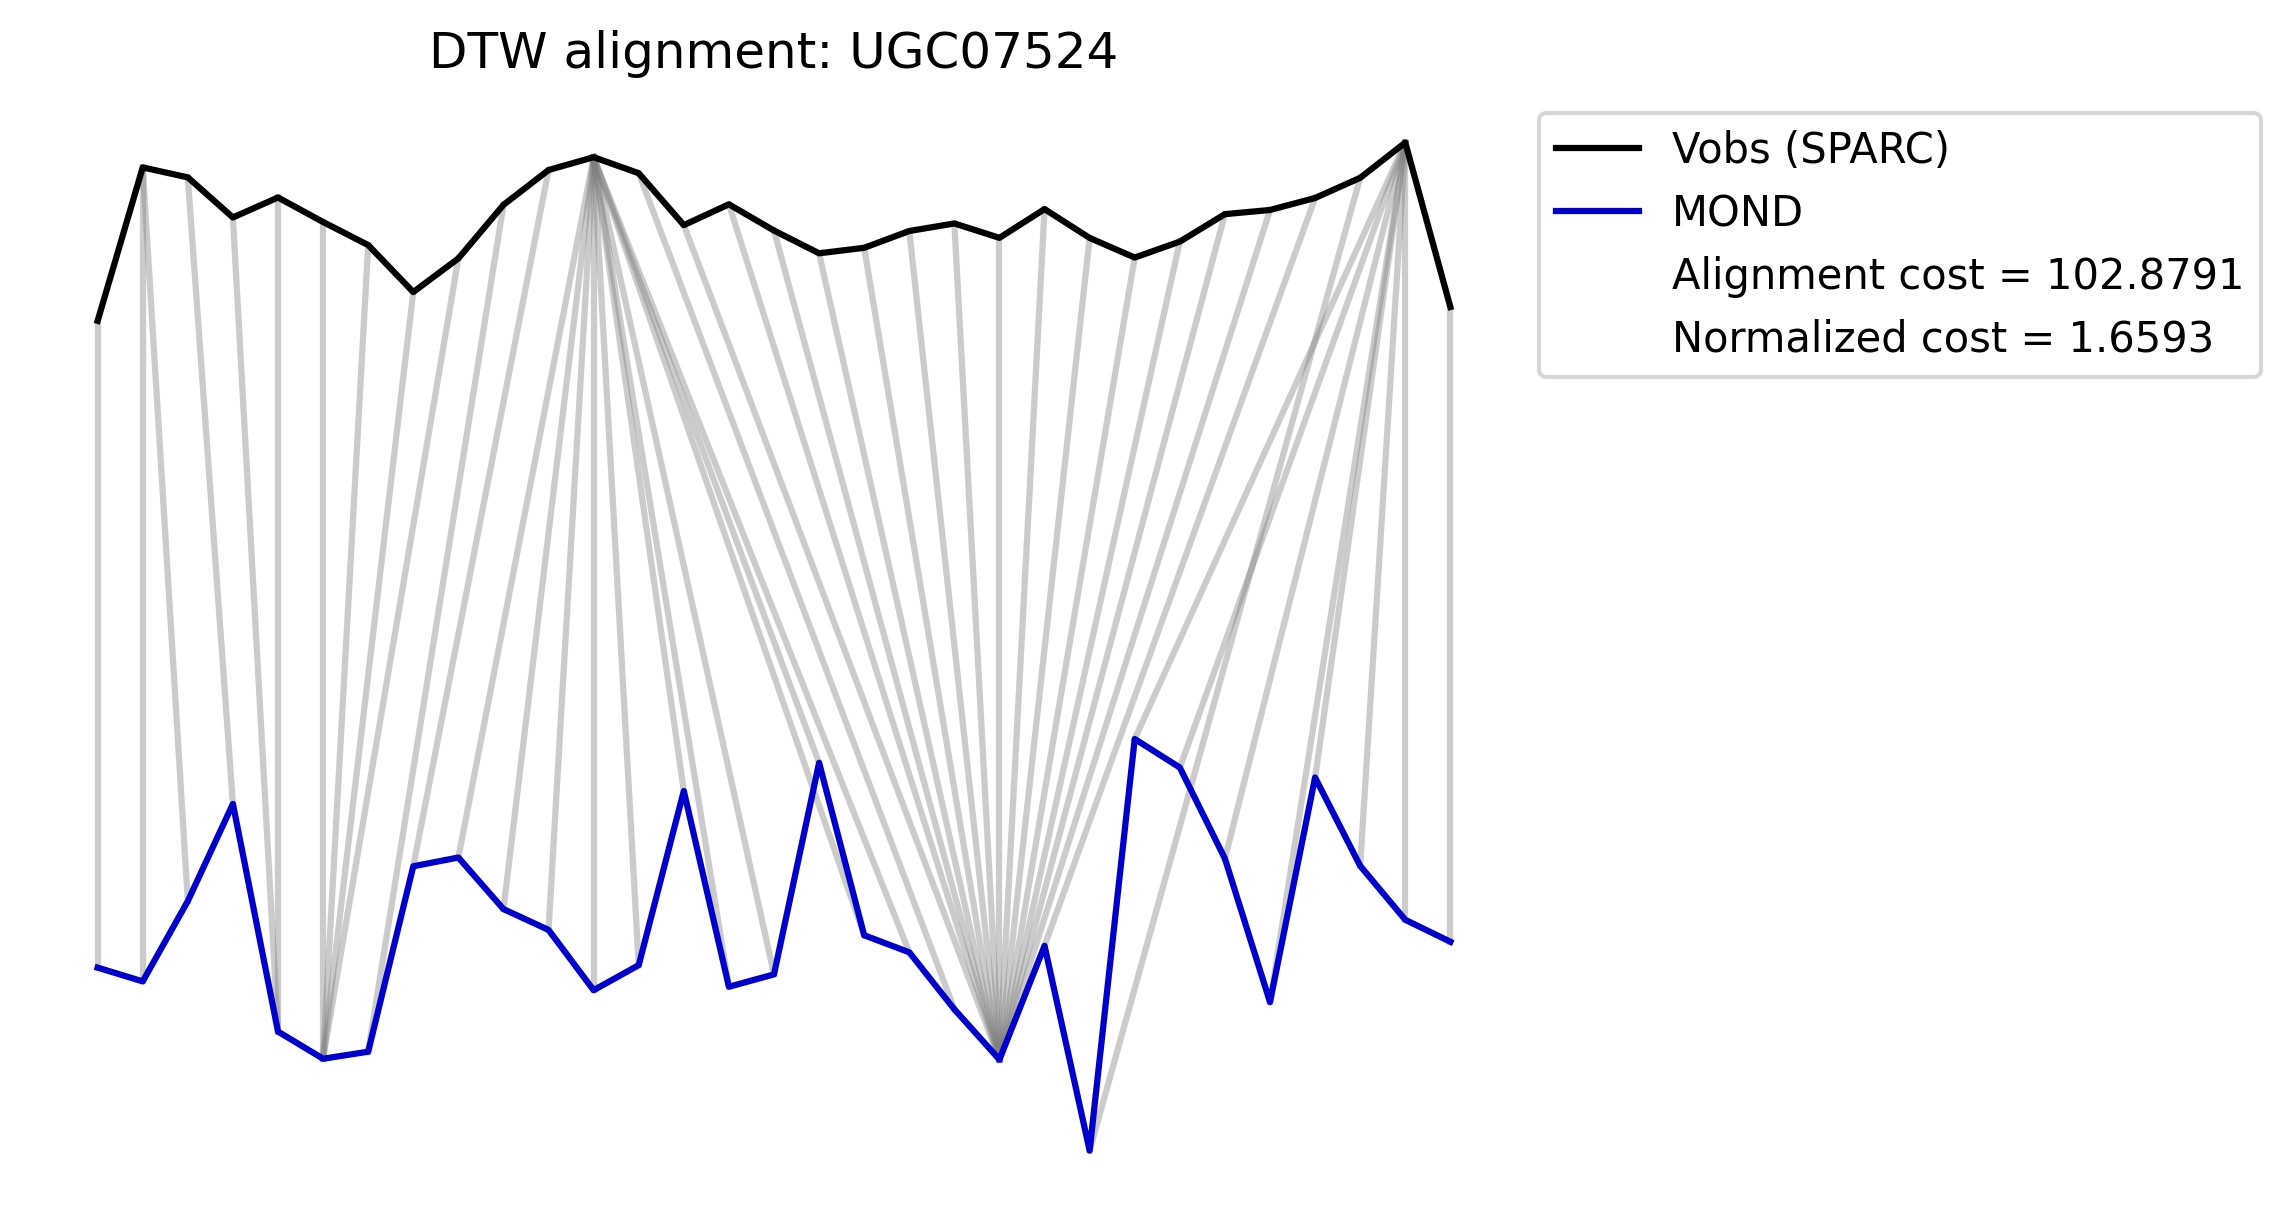 DTW alignment: UGC07524
Vobs (SPARC)
MOND
Alignment cost = 102.8791
Normalized cost = 1.6593